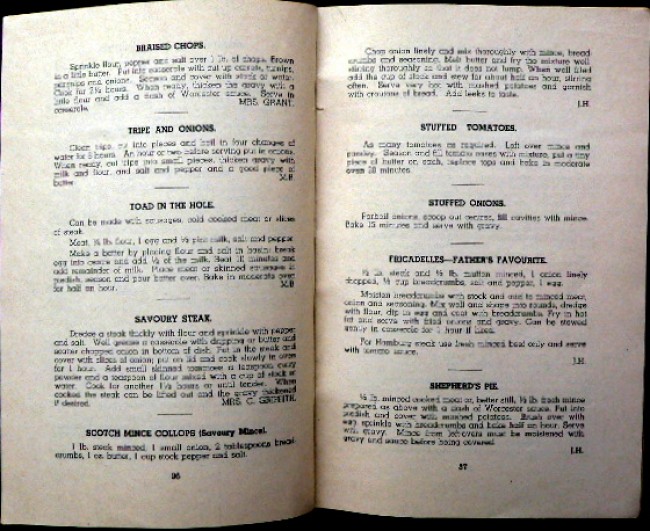 BRAISED CHOPS.
Sprinkle flour, pepper and salt over 1 lb. of chops. Brown
in a little butter. Put into casserole with cut up carrots, turnips,
parsnips and onions. Season and cover with stock or water.
Cook for 2½ hours. When ready, thicken the gravy with a
little flour and add a dash of Worcester sauce. Serve in
casserole. MRS. GRANT.
TRIPE AND ONIONS.
Clean tripe, cut into pieces and boil in four changes of
water for 8 hours. An hour or two before serving put in onions.
When ready, cut tripe into small pieces, thicken gravy with
milk and flour, and salt and pepper and a good piece of
butter. M.B.
TOAD IN THE HOLE.
Can be made with sausages, cold cooked meat or slices
of steak.
Meat, ¼ lb. flour, 1 egg and ½ pint milk, salt and pepper.
Make a batter by placing flour and salt in basin; break
egg into centre and add ½ of the milk. Beat 10 minutes and
add remainder of milk. Place meat or skinned sausages in
piedish, season and pour batter over. Bake in moderate oven
for half an hour. M.B.
SAVOURY STEAK.
Dredge a steak thickly with flour and sprinkle with pepper
and salt. Well grease a casserole with dripping or butter and
scatter chopped onion in bottom of dish. Put in the steak and
cover with slices of onion; put on lid and cook slowly in oven
for 1 hour. Add small skinned tomatoes, a teaspoon curry
powder and a teaspoon of flour mixed with a cup of stock or
water. Cook for another 1½ hours or until tender. When
cooked the steak can be lifted out and the gravy thickened
if desired. MRS. C. GRIFFITH.
SCOTCH MINCE COLLOPS (Savoury Mince).
1 lb. steak minced, 1 small onion, 2 tablespoons bread-
crumbs, 1 oz. butter, 1 cup stock pepper and salt.
36
Chop onion finely and mix thoroughly with mince, bread-
crumbs and seasoning. Melt butter and fry the mixture well
stirring thoroughly so that it does not lump. When well fried
add the cup of stock and stew for about half an hour, stirring
often. Serve very hot with mashed potatoes and garnish
with croutons of bread. Add leeks to taste.
J.H.
STUFFED TOMATOES.
As many tomatoes as required. Left over mince and
parsley. Season and fill tomato cases with mixture, put a tiny
piece of butter on each, replace tops and bake in moderate
oven 20 minutes.
STUFFED ONIONS.
Parboil onions, scoop out centres, fill cavities with mince.
Bake 15 minutes and serve with gravy.
FRICADELLES—FATHER'S FAVOURITE.
½ lb. steak and ½ lb. mutton minced, 1 onion finely
chopped, ½ cup breadcrumbs, salt and pepper, 1 egg.
Moisten breadcrumbs with stock and add to minced meat,
onion and seasoning. Mix well and shape into rounds, dredge
with flour, dip in egg and coat with breadcrumbs. Fry in hot
fat and serve with fried onions and gravy. Can be stewed
gently in casserole for 1 hour if liked.
For Hamburg steak use fresh minced beef only and serve
with tomato sauce.
J.H.
SHEPHERD'S PIE.
½ lb. minced cooked meat or, better still, ½ lb. fresh mince
prepared as above with a dash of Worcester sauce. Put into
piedish and cover with mashed potatoes. Brush over with
egg, sprinkle with breadcrumbs and bake half an hour. Serve
with gravy. Mince from left-overs must be moistened with
gravy and sauce before being covered.
J.H.
37